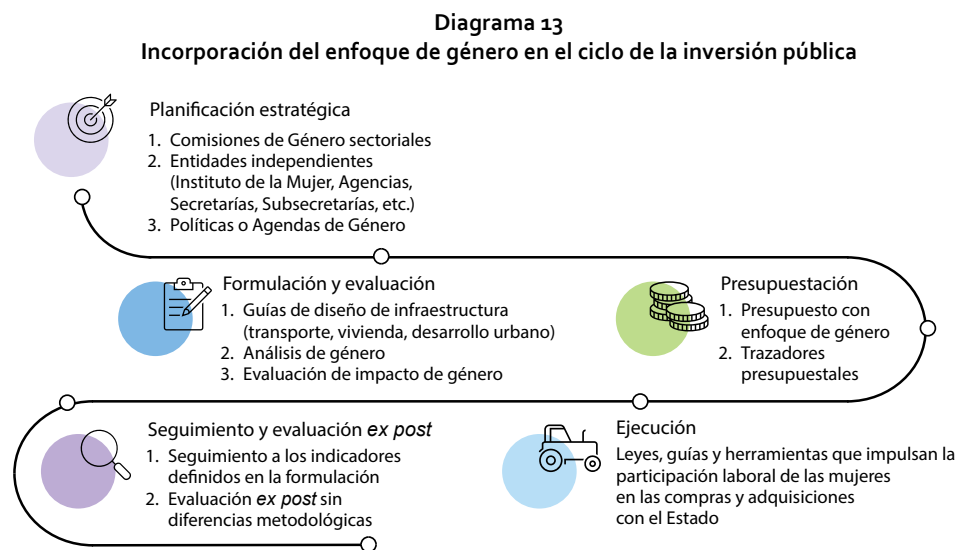 Diagrama 13
Incorporación del enfoque de género en el ciclo de la inversión pública
Planificación estratégica
1. Comisiones de Género sectoriales
2. Entidades independientes
(Instituto de la Mujer, Agencias,
Secretarías, Subsecretarías, etc.)
3. Políticas o Agendas de Género
Formulación y evaluación
1. Guías de diseño de infraestructura
(transporte, vivienda, desarrollo urbano)
2. Análisis de género
3. Evaluación de impacto de género
Presupuestación
1. Presupuesto con
enfoque de género
2. Trazadores
presupuestales
Seguimiento y evaluación ex post
1. Seguimiento a los indicadores
definidos en la formulación
2. Evaluación ex post sin
diferencias metodológicas
Ejecución
Leyes, guías y herramientas que impulsan la
participación laboral de las mujeres
en las compras y adquisiciones
con el Estado